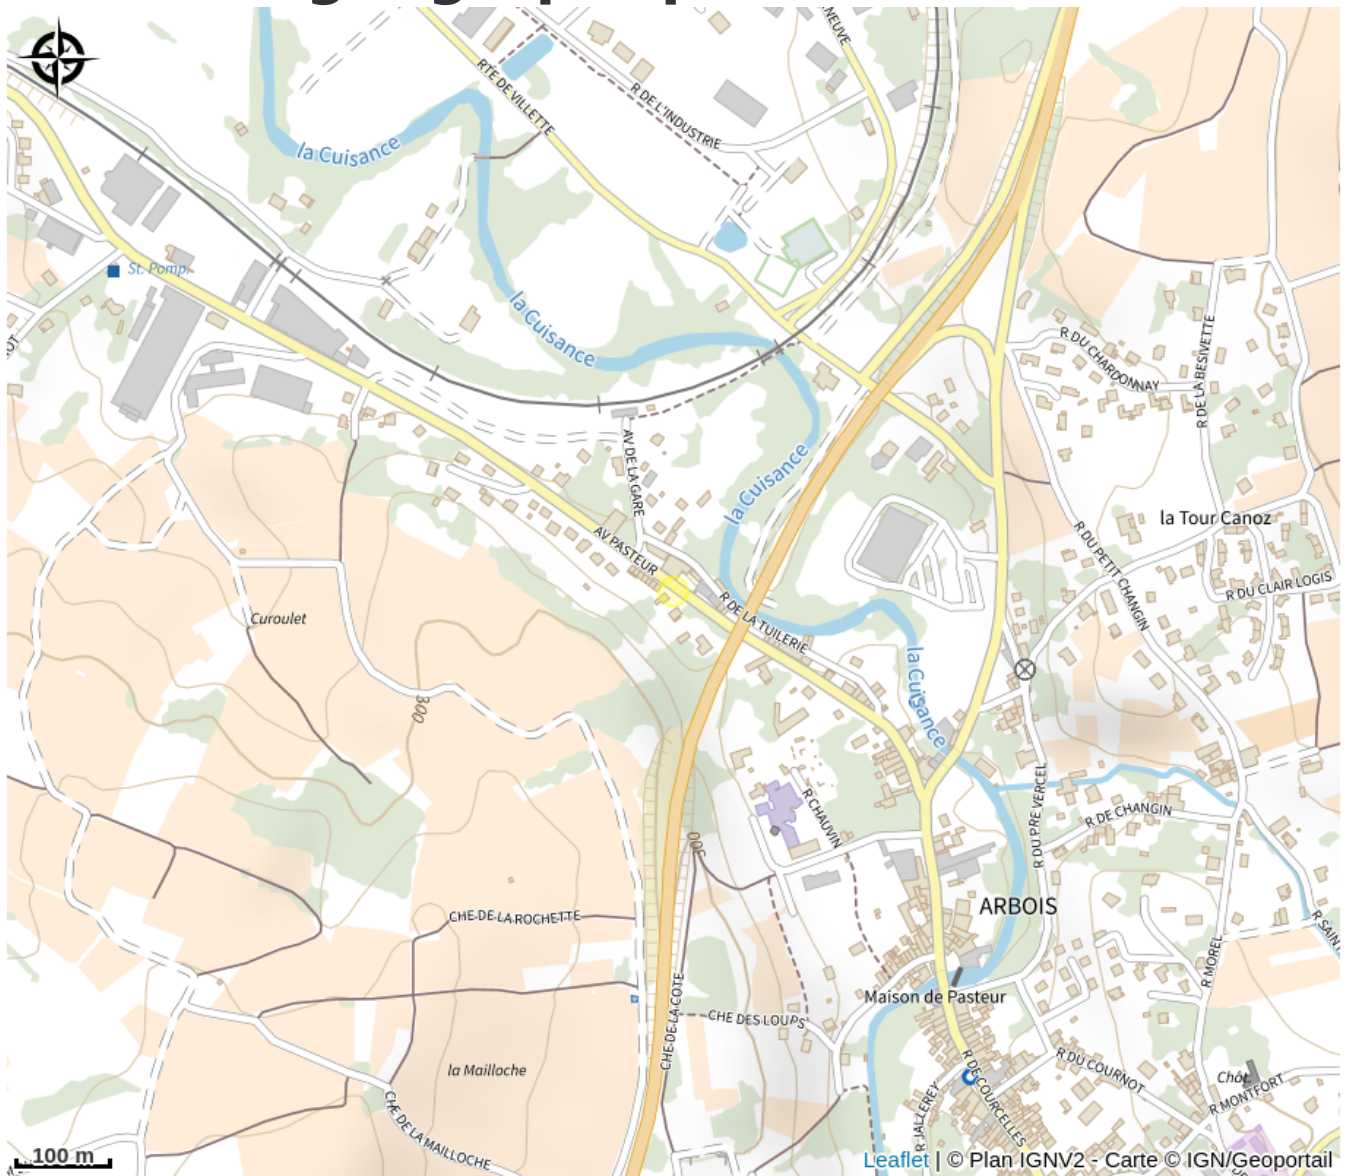 NEUVE
RTE DE VILLETTE
R DE L'INDUSTRIE
la Cuisance
St. Pomp.
la Cuisance
R DU CHARDONNAY
R DE LA BESIVETTE
la Cuisance
AV DE LA GARE
AV PASTEUR
la Tour Canoz
R DU PETIT CHANGIN
R DU CLAIR LOGIS
R DE LA TUILERIE
Curoulet
la Cuisance
300
R CHAUVIN
300
R DU PRE VERCEL
R DE CHANGIN
ARBOIS
CHE DE LA ROCHETTE
R SAINT
R MOREL
Maison de Pasteur
CHE DE LA COTE
CHE DES LOUPS
la Mailloche
R DE COURCELLES
R DU COURNOT
Chât.
R MONTFORT
R JALLEREY
CHE DE LA MAILLOCHE
100 m
Leaflet | © Plan IGNV2 - Carte © IGN/Geoportail